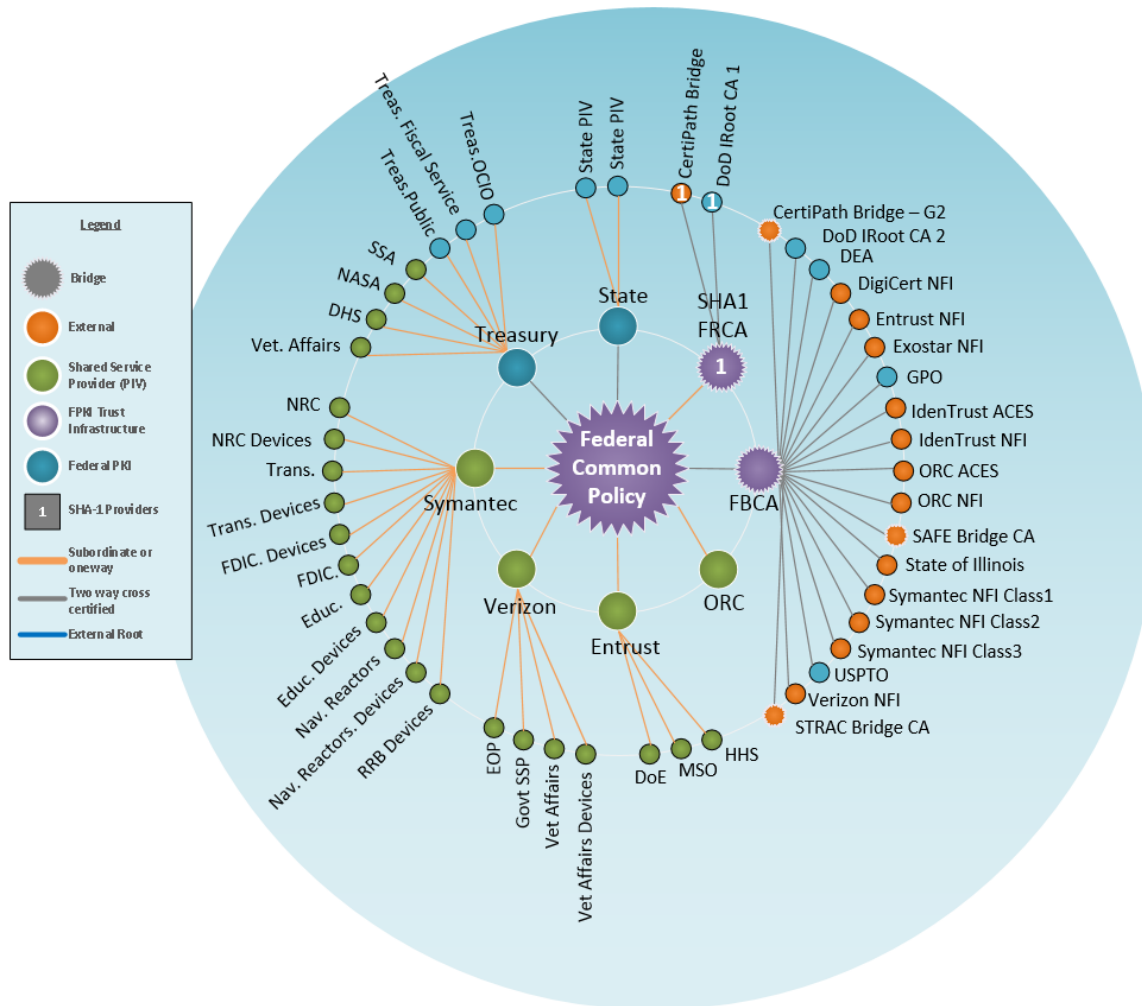 Legend
Bridge
External
Shared Service
Provider (PIV)
FPKI Trust
Infrastructure
Federal PKI
1
SHA-1 Providers
Subordinate or
oneway
Two way cross
certified
External Root
Federal
Common
Policy
Treasury
State
SHA1
FRCA
1
FBCA
ORC
Entrust
Verizon
Symantec
Vet. Affairs
DHS
NASA
SSA
Treas.Public
Treas. Fiscal Service
Treas.OCIO
State PIV
State PIV
CertiPath Bridge
1
DoD IRoot CA 1
1
CertiPath Bridge – G2
DoD IRoot CA 2
DEA
DigiCert NFI
Entrust NFI
Exostar NFI
GPO
IdenTrust ACES
IdenTrust NFI
ORC ACES
ORC NFI
SAFE Bridge CA
State of Illinois
Symantec NFI Class1
Symantec NFI Class2
Symantec NFI Class3
USPTO
Verizon NFI
STRAC Bridge CA
HHS
MSO
DoE
Vet Affairs Devices
Vet Affairs
Govt SSP
EOP
RRB Devices
Nav. Reactors. Devices
Nav. Reactors
Educ. Devices
Educ.
FDIC.
FDIC. Devices
Trans. Devices
Trans.
NRC Devices
NRC